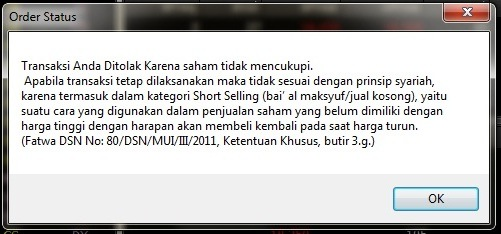 Order Status
Transaksi Anda Ditolak Karena saham tidak mencukupi.
Apabila transaksi tetap dilaksanakan maka tidak sesuai dengan prinsip syariah,
karena termasuk dalam kategori Short Selling (bai' al maksyuf/jual kosong), yaitu
suatu cara yang digunakan dalam penjualan saham yang belum dimiliki dengan
harga tinggi dengan harapan akan membeli kembali pada saat harga turun.
(Fatwa DSN No: 80/DSN/MUI/III/2011, Ketentuan Khusus, butir 3.g.)
OK